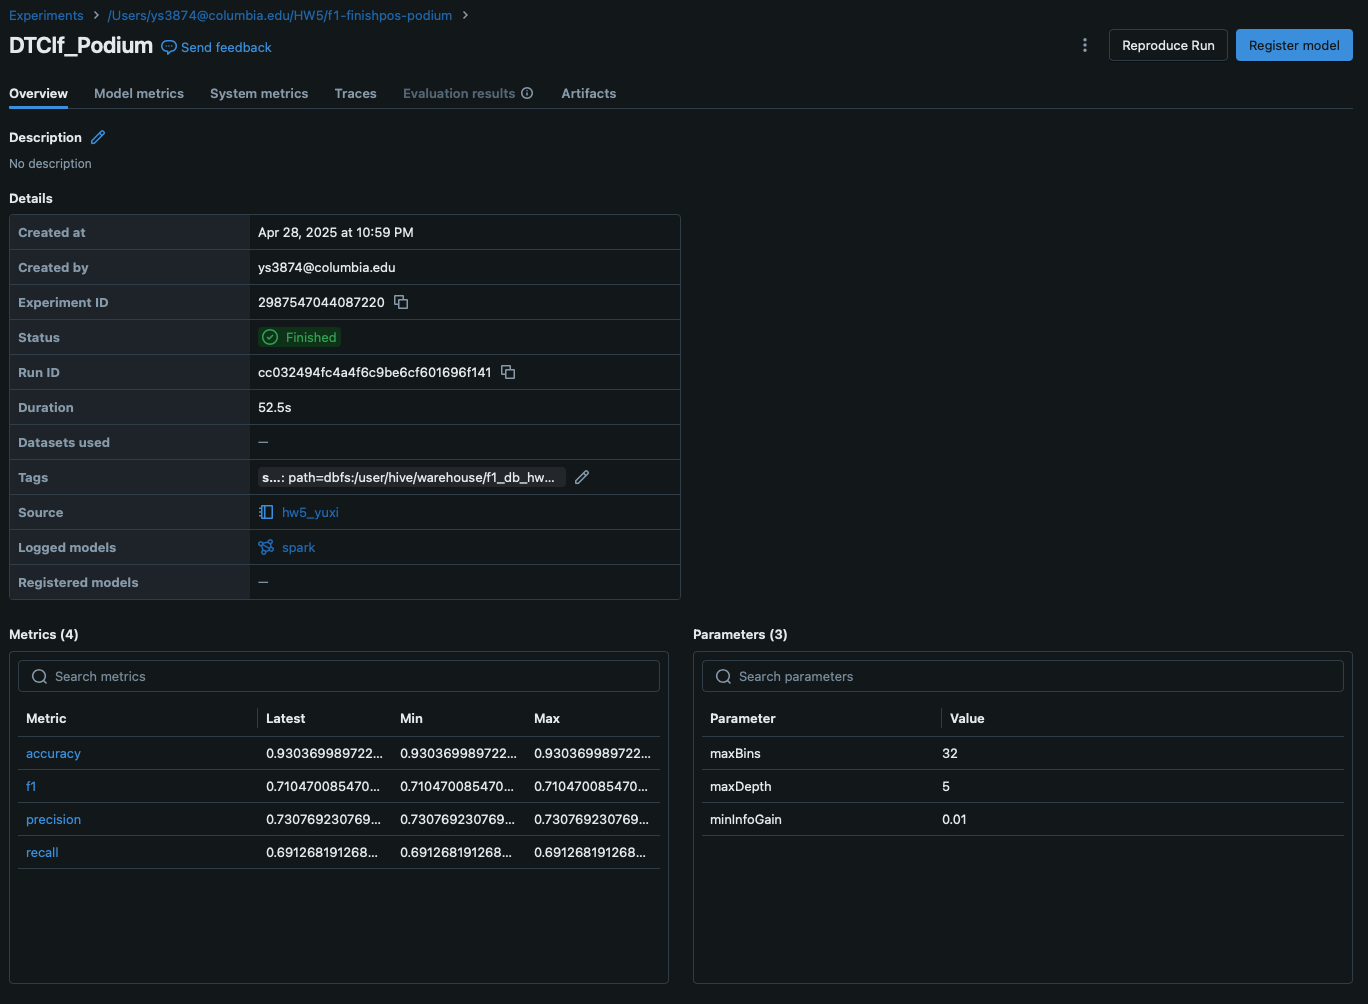 Experiments > /Users/ys3874@columbia.edu/HW5/f1-finishpos-podium >
DTClf_Podium Send feedback
Reproduce Run Register model
Overview Model metrics System metrics Traces Evaluation results Artifacts
Description
No description
Details
Created at Apr 28, 2025 at 10:59 PM
Created by ys3874@columbia.edu
Experiment ID 2987547044087220
Status Finished
Run ID cc032494fc4a4f6c9be6cf601696f141
Duration 52.5s
Datasets used —
Tags s...: path=dbfs:/user/hive/warehouse/f1_db_hw...
Source hw5_yuxi
Logged models spark
Registered models —
Metrics (4)
Search metrics
Metric Latest Min Max
accuracy 0.930369989722... 0.930369989722... 0.930369989722...
f1 0.710470085470... 0.710470085470... 0.710470085470...
precision 0.730769230769... 0.730769230769... 0.730769230769...
recall 0.691268191268... 0.691268191268... 0.691268191268...
Parameters (3)
Search parameters
Parameter Value
maxBins 32
maxDepth 5
minInfoGain 0.01